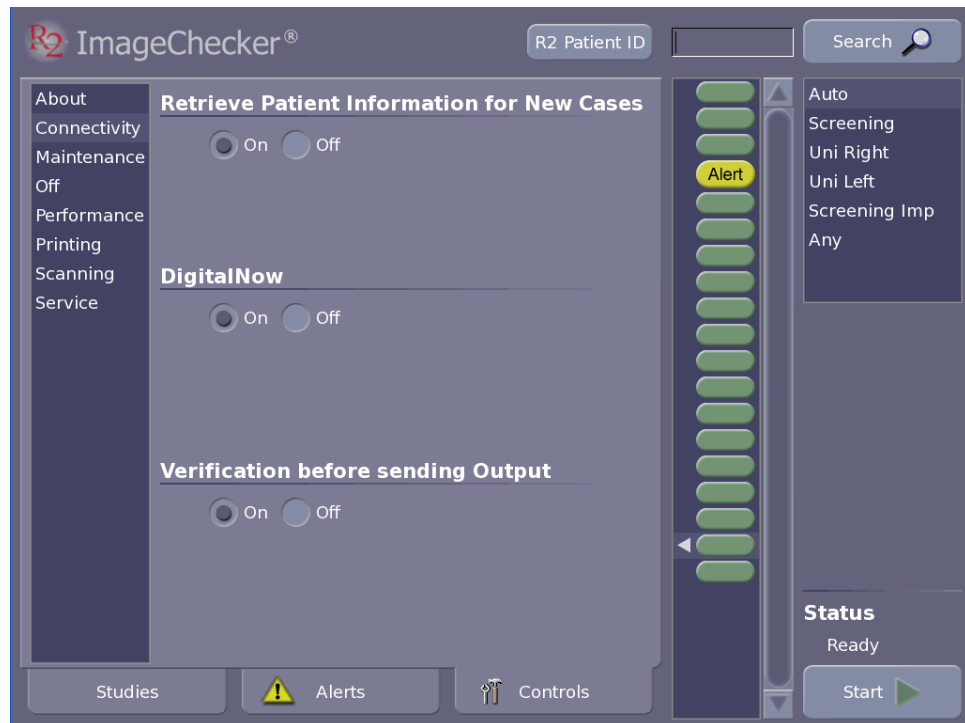 R2 ImageChecker®
R2 Patient ID
Search
About
Connectivity
Maintenance
Off
Performance
Printing
Scanning
Service
Retrieve Patient Information for New Cases
On Off
DigitalNow
On Off
Verification before sending Output
On Off
Alert
Auto
Screening
Uni Right
Uni Left
Screening Imp
Any
Status
Ready
Start
Studies
Alerts
Controls